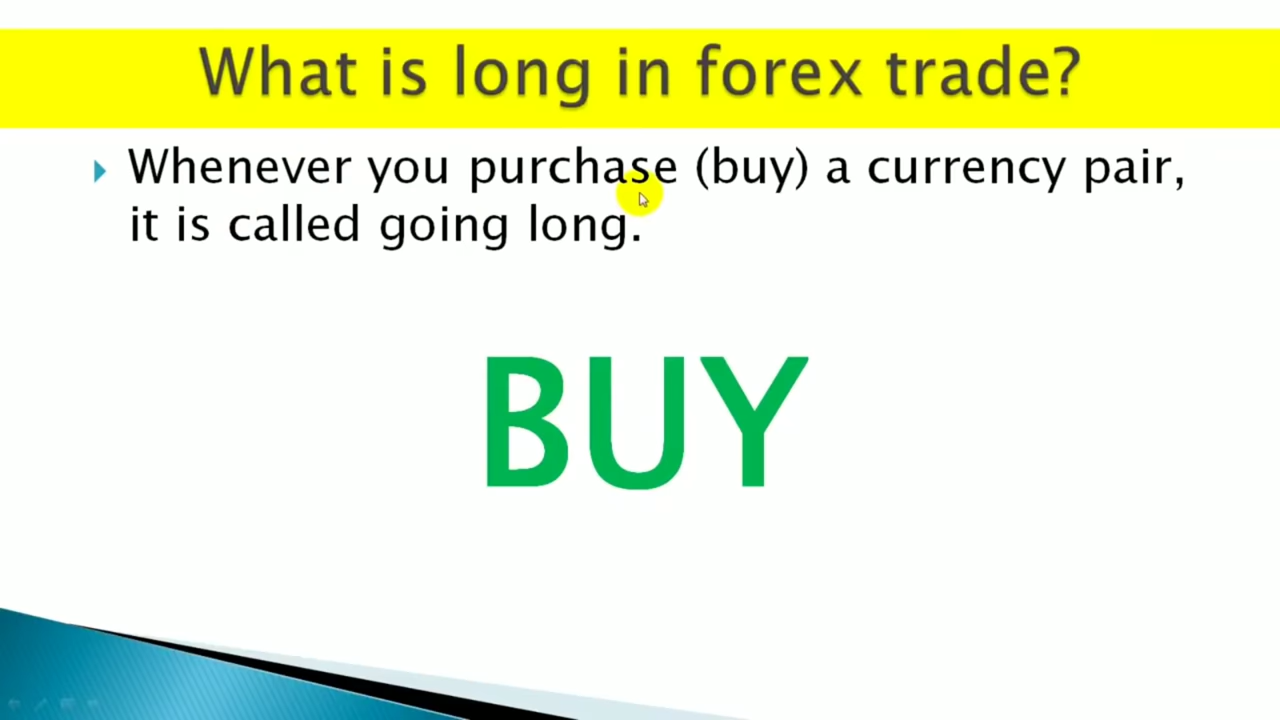 What is long in forex trade?
Whenever you purchase (buy) a currency pair,
it is called going long.
BUY